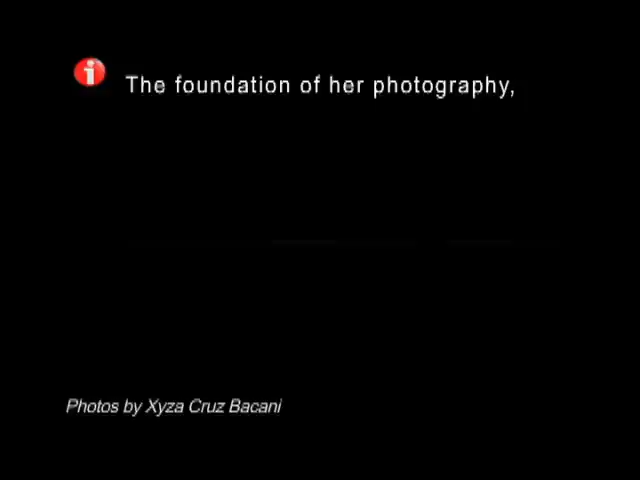 i
The foundation of her photography,
Photos by Xyza Cruz Bacani